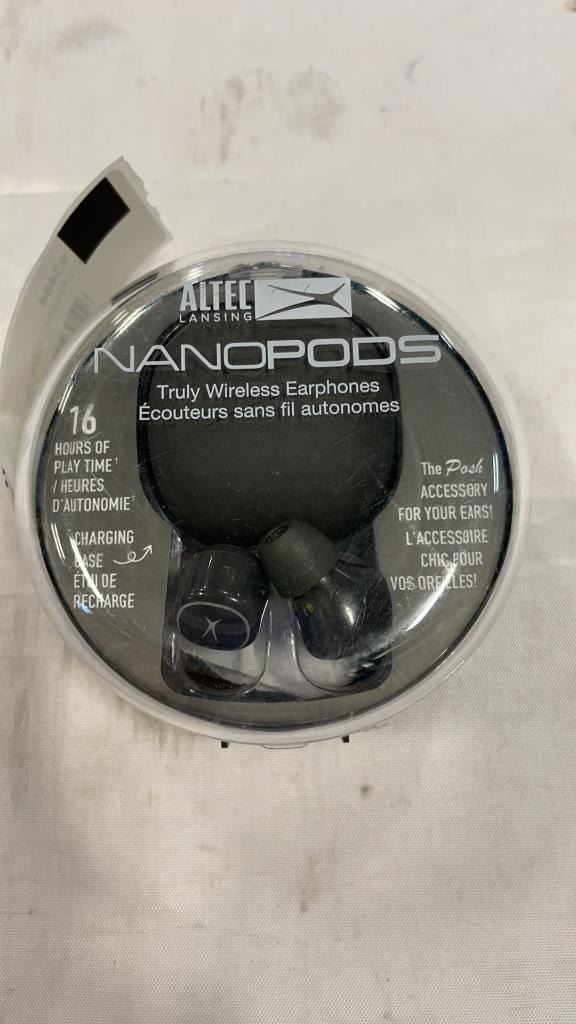 ALTEC
LANSING
NANOPODS
Truly Wireless Earphones
Écouteurs sans fil autonomes
16
HOURS OF
PLAY TIME†
/ HEURES
D'AUTONOMIE†
CHARGING
BASE
ÉTUI DE
RECHARGE
The Posh
ACCESSORY
FOR YOUR EARS!
L'ACCESSOIRE
CHIC POUR
VOS OREILLES!